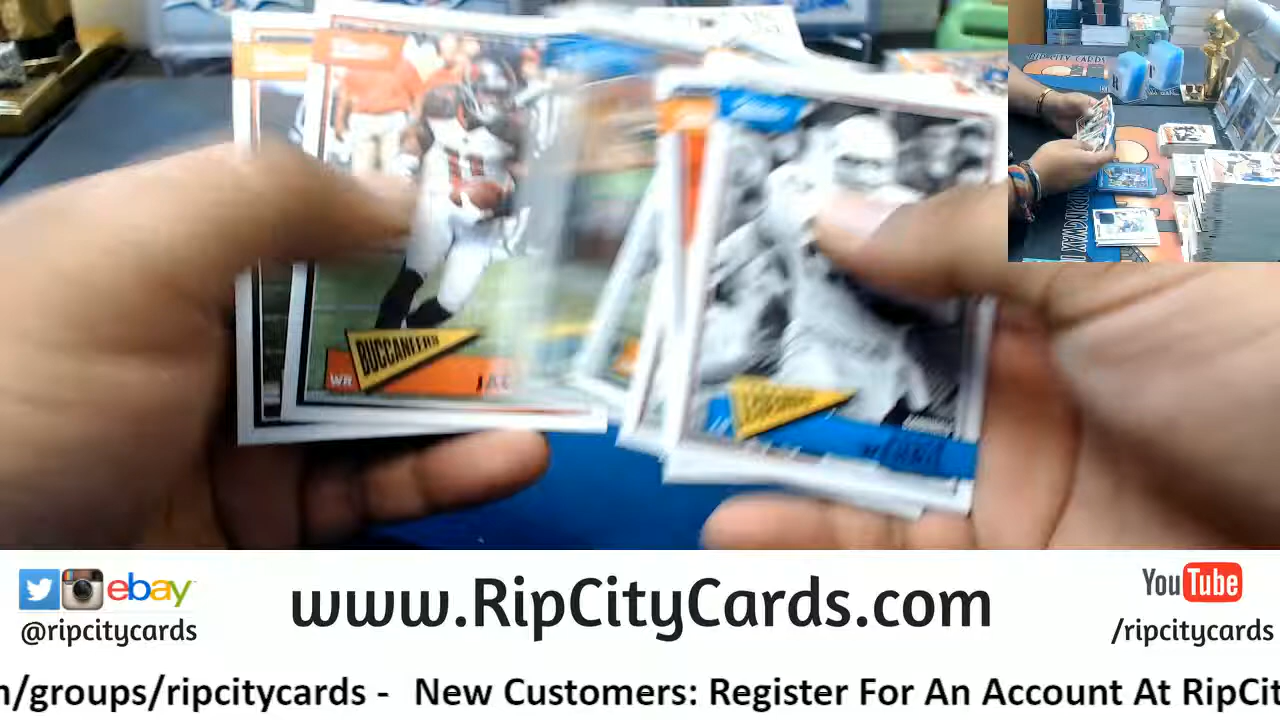 BUCCANEERS
WR
www.RipCityCards.com
ebay
@ripcitycards
YouTube
/ripcitycards
n/groups/ripcitycards - New Customers: Register For An Account At RipCit